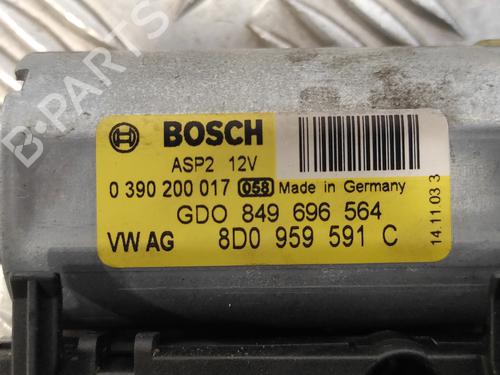 BOSCH
ASP2 12V
0 390 200 017 058 Made in Germany
GDO 849 696 564
VW AG 8D0 959 591 C
14.11 03 3
B-PARTS